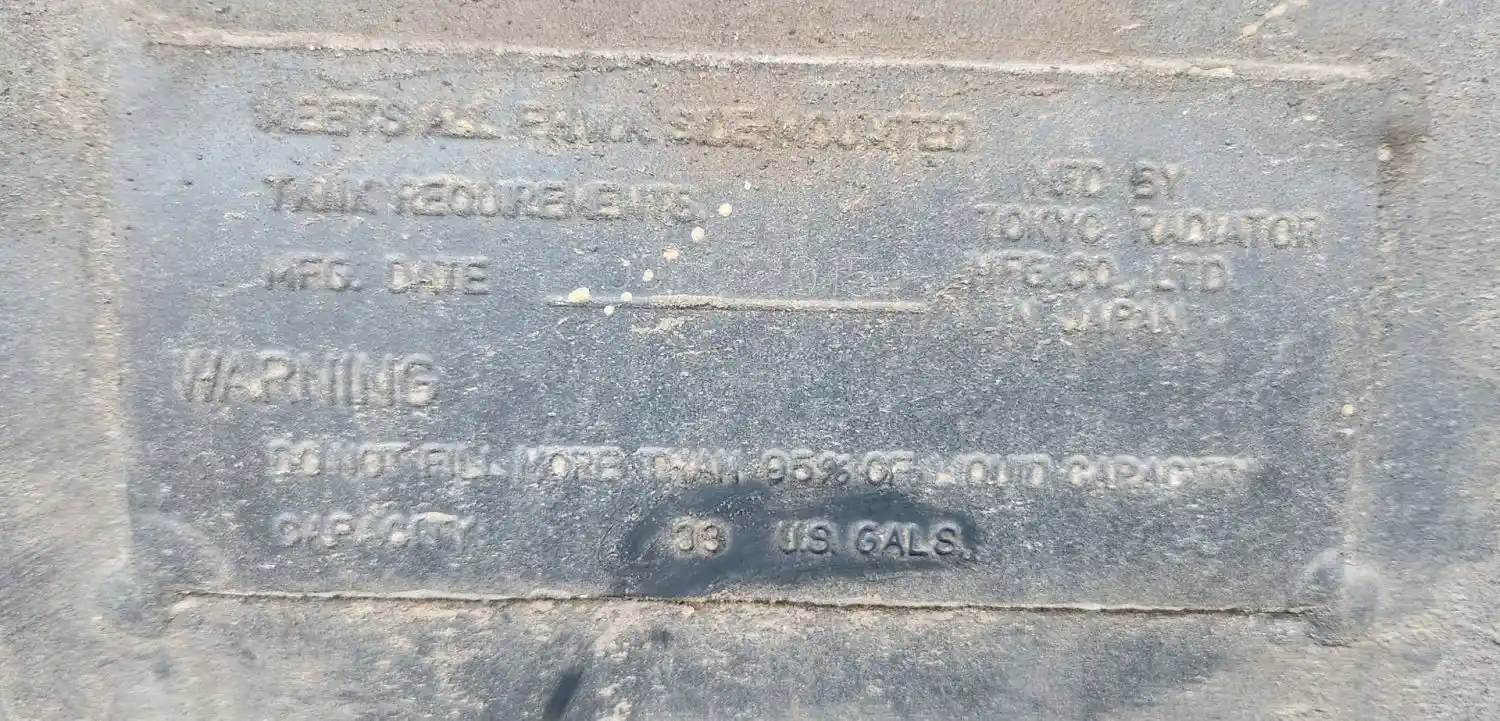 MEETS ALL F.H.W.A. SIDE MOUNTED
TANK REQUIREMENTS
MFG. DATE
MFD BY
TOKYO RADIATOR
MFG. CO., LTD
IN JAPAN
WARNING
DO NOT FILL MORE THAN 95% OF LIQUID CAPACITY
CAPACITY 33 U.S. GALS.